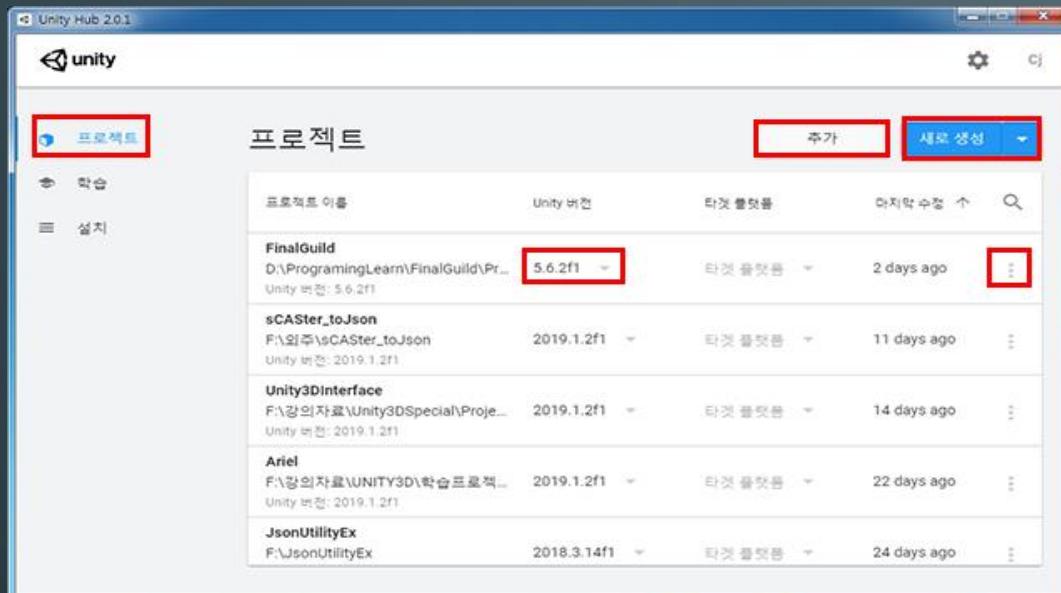 Unity Hub 2.0.1
unity
Cj
프로젝트
학습
설치
프로젝트
추가
새로 생성
프로젝트 이름 Unity 버전 타겟 플랫폼 마지막 수정
FinalGuild
D:\ProgramingLearn\FinalGuild\Pr... 5.6.2f1 타겟 플랫폼 2 days ago
Unity 버전: 5.6.2f1
sCASter_toJson
F:\외주\sCASter_toJson 2019.1.2f1 타겟 플랫폼 11 days ago
Unity 버전: 2019.1.2f1
Unity3DInterface
F:\강의자료\Unity3DSpecial\Proje... 2019.1.2f1 타겟 플랫폼 14 days ago
Unity 버전: 2019.1.2f1
Ariel
F:\강의자료\UNITY3D\학습프로젝... 2019.1.2f1 타겟 플랫폼 22 days ago
Unity 버전: 2019.1.2f1
JsonUtilityEx
F:\JsonUtilityEx 2018.3.14f1 타겟 플랫폼 24 days ago